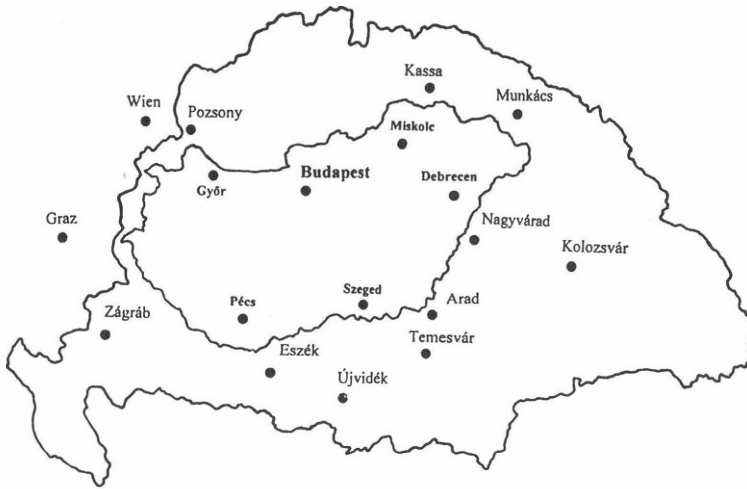 Kassa
Munkács
Wien
Pozsony
Miskolc
Budapest
Győr
Debrecen
Graz
Nagyvárad
Kolozsvár
Szeged
Pécs
Arad
Zágráb
Temesvár
Eszék
Újvidék